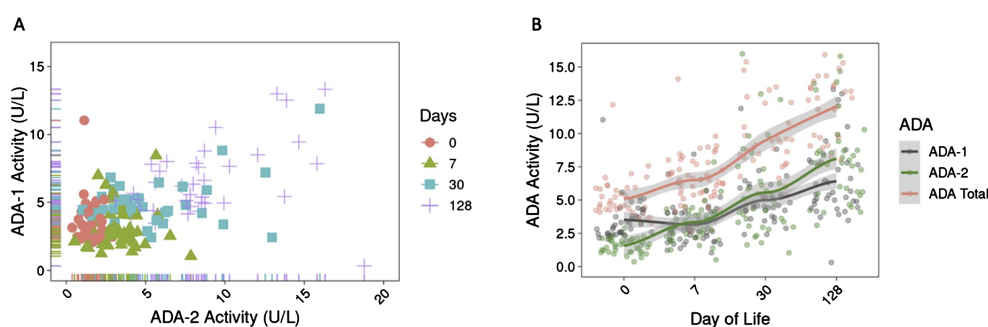 A
ADA-1 Activity (U/L)
15
10
5
0
0
5
10
15
20
ADA-2 Activity (U/L)
Days
0
7
30
128
B
ADA Activity (U/L)
15.0
12.5
10.0
7.5
5.0
2.5
0.0
0
7
30
128
Day of Life
ADA
ADA-1
ADA-2
ADA Total